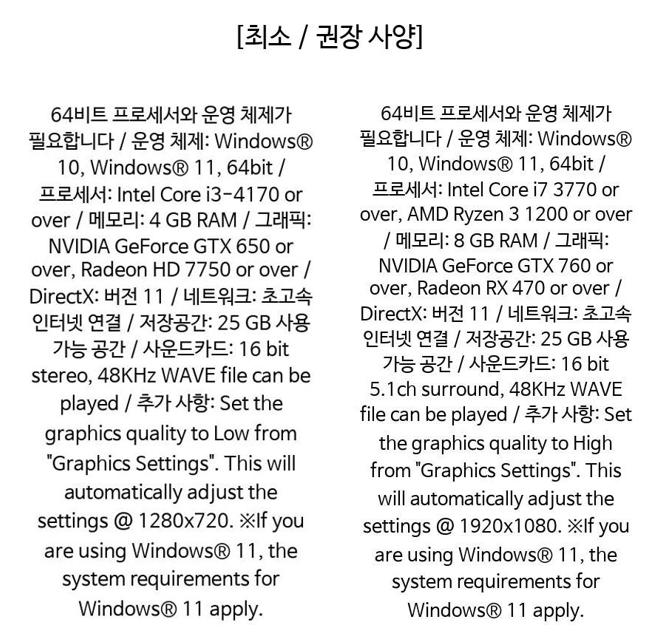 [최소 / 권장 사양]
64비트 프로세서와 운영 체제가
필요합니다 / 운영 체제: Windows®
10, Windows® 11, 64bit /
프로세서: Intel Core i3-4170 or
over / 메모리: 4 GB RAM / 그래픽:
NVIDIA GeForce GTX 650 or
over, Radeon HD 7750 or over /
DirectX: 버전 11 / 네트워크: 초고속
인터넷 연결 / 저장공간: 25 GB 사용
가능 공간 / 사운드카드: 16 bit
stereo, 48KHz WAVE file can be
played / 추가 사항: Set the
graphics quality to Low from
"Graphics Settings". This will
automatically adjust the
settings @ 1280x720. ※If you
are using Windows® 11, the
system requirements for
Windows® 11 apply.
64비트 프로세서와 운영 체제가
필요합니다 / 운영 체제: Windows®
10, Windows® 11, 64bit /
프로세서: Intel Core i7 3770 or
over, AMD Ryzen 3 1200 or over
/ 메모리: 8 GB RAM / 그래픽:
NVIDIA GeForce GTX 760 or
over, Radeon RX 470 or over /
DirectX: 버전 11 / 네트워크: 초고속
인터넷 연결 / 저장공간: 25 GB 사용
가능 공간 / 사운드카드: 16 bit
5.1ch surround, 48KHz WAVE
file can be played / 추가 사항: Set
the graphics quality to High
from "Graphics Settings". This
will automatically adjust the
settings @ 1920x1080. ※If you
are using Windows® 11, the
system requirements for
Windows® 11 apply.